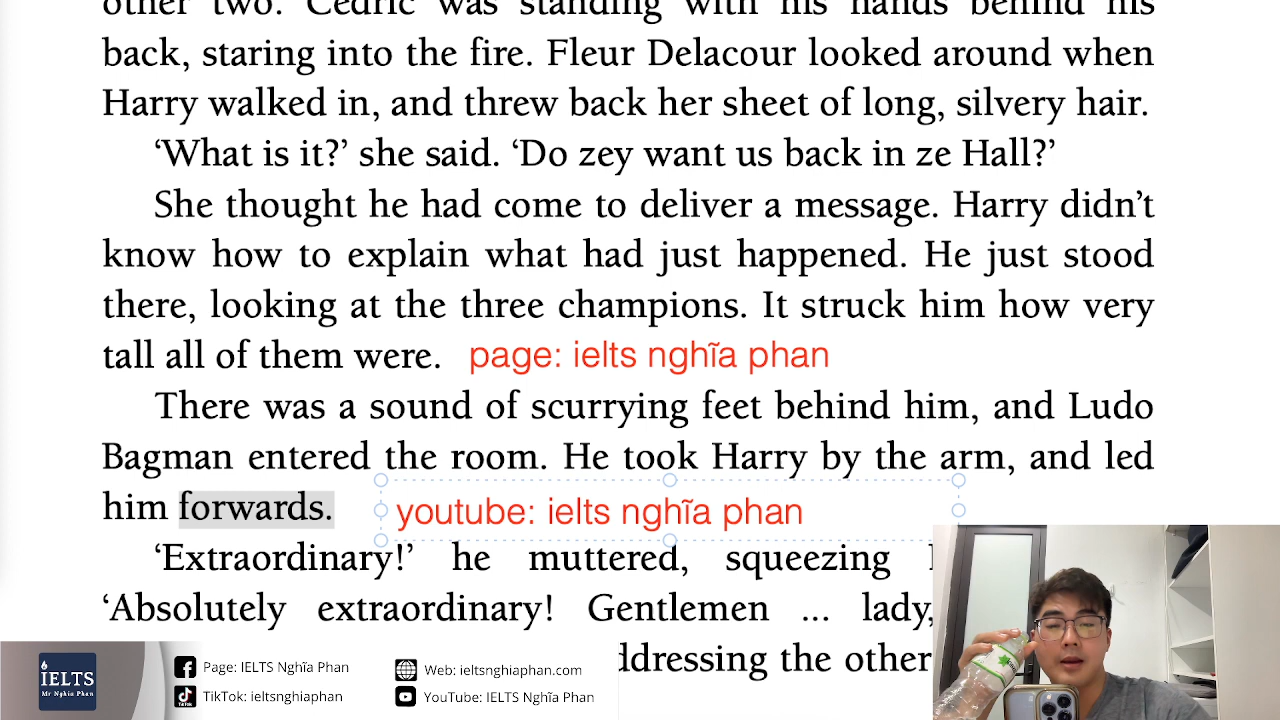 other two. Cedric was standing with his hands behind his
back, staring into the fire. Fleur Delacour looked around when
Harry walked in, and threw back her sheet of long, silvery hair.
‘What is it?’ she said. ‘Do zey want us back in ze Hall?’
She thought he had come to deliver a message. Harry didn’t
know how to explain what had just happened. He just stood
there, looking at the three champions. It struck him how very
tall all of them were. page: ielts nghĩa phan
There was a sound of scurrying feet behind him, and Ludo
Bagman entered the room. He took Harry by the arm, and led
him forwards. youtube: ielts nghĩa phan
‘Extraordinary!’ he muttered, squeezing
‘Absolutely extraordinary! Gentlemen ... lady,
ddressing the other
IELTS
Mr Nghia Phan
Page: IELTS Nghĩa Phan
TikTok: ieltsnghiaphan
Web: ieltsnghiaphan.com
YouTube: IELTS Nghĩa Phan